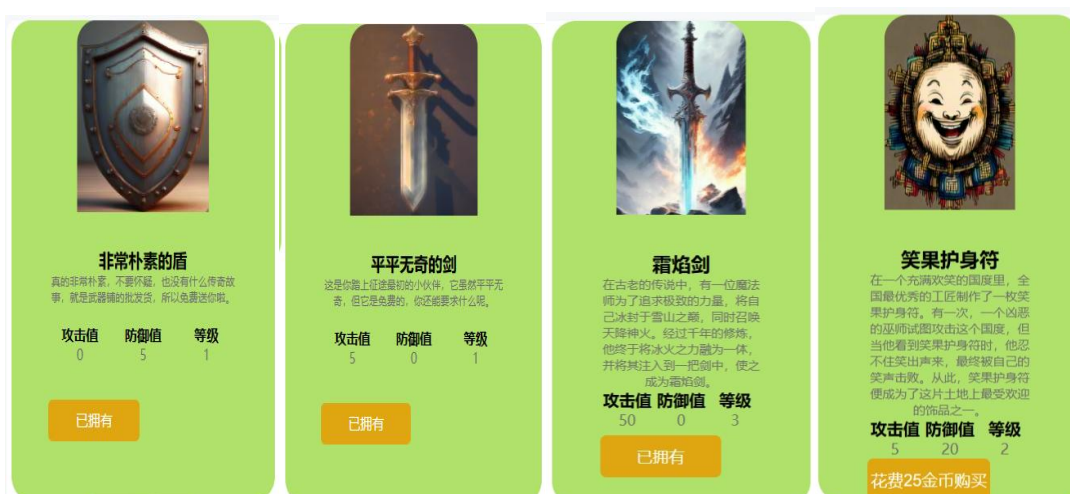 非常朴素的盾
真的非常朴素，不要怀疑，也没有什么传奇故
事，就是武器铺的批发货，所以免费送你啦。
攻击值 防御值 等级
0 5 1
已拥有
平平无奇的剑
这是你踏上征途最初的小伙伴，它虽然平平无
奇，但它是免费的，你还能要求什么呢。
攻击值 防御值 等级
5 0 1
已拥有
霜焰剑
在古老的传说中，有一位魔法
师为了追求极致的力量，将自
己冰封于雪山之巅，同时召唤
天降神火。经过千年的修炼，
他终于将冰火之力融为一体，
并将其注入到一把剑中，使之
成为霜焰剑。
攻击值 防御值 等级
50 0 3
已拥有
笑果护身符
在一个充满欢笑的国度里，全
国最优秀的工匠制作了一枚笑
果护身符。有一次，一个凶恶
的巫师试图攻击这个国度，但
当他看到笑果护身符时，他忍
不住笑出声来，最终被自己的
笑声击败。从此，笑果护身符
便成为了这片土地上最受欢迎
的饰品之一。
攻击值 防御值 等级
5 20 2
花费25金币购买